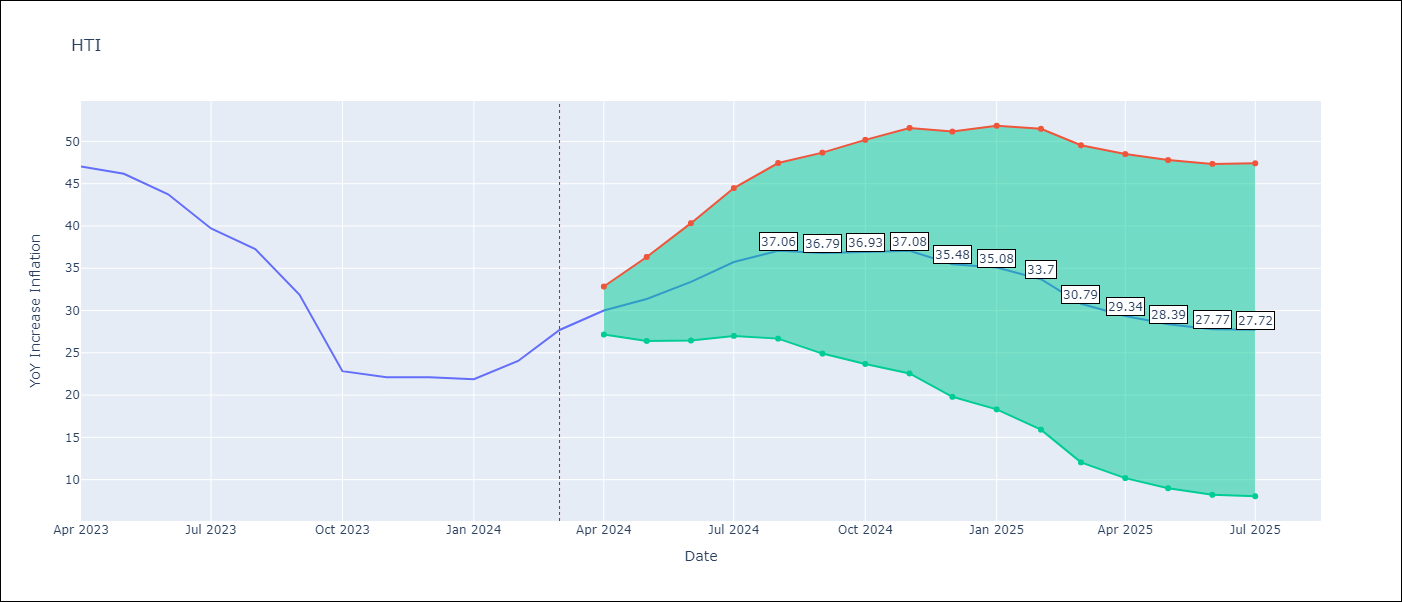 HTI
YoY Increase Inflation
50
45
40
35
30
25
20
15
10
37.06
36.79
36.93
37.08
35.48
35.08
33.7
30.79
29.34
28.39
27.77
27.72
Apr 2023
Jul 2023
Oct 2023
Jan 2024
Apr 2024
Jul 2024
Oct 2024
Jan 2025
Apr 2025
Jul 2025
Date